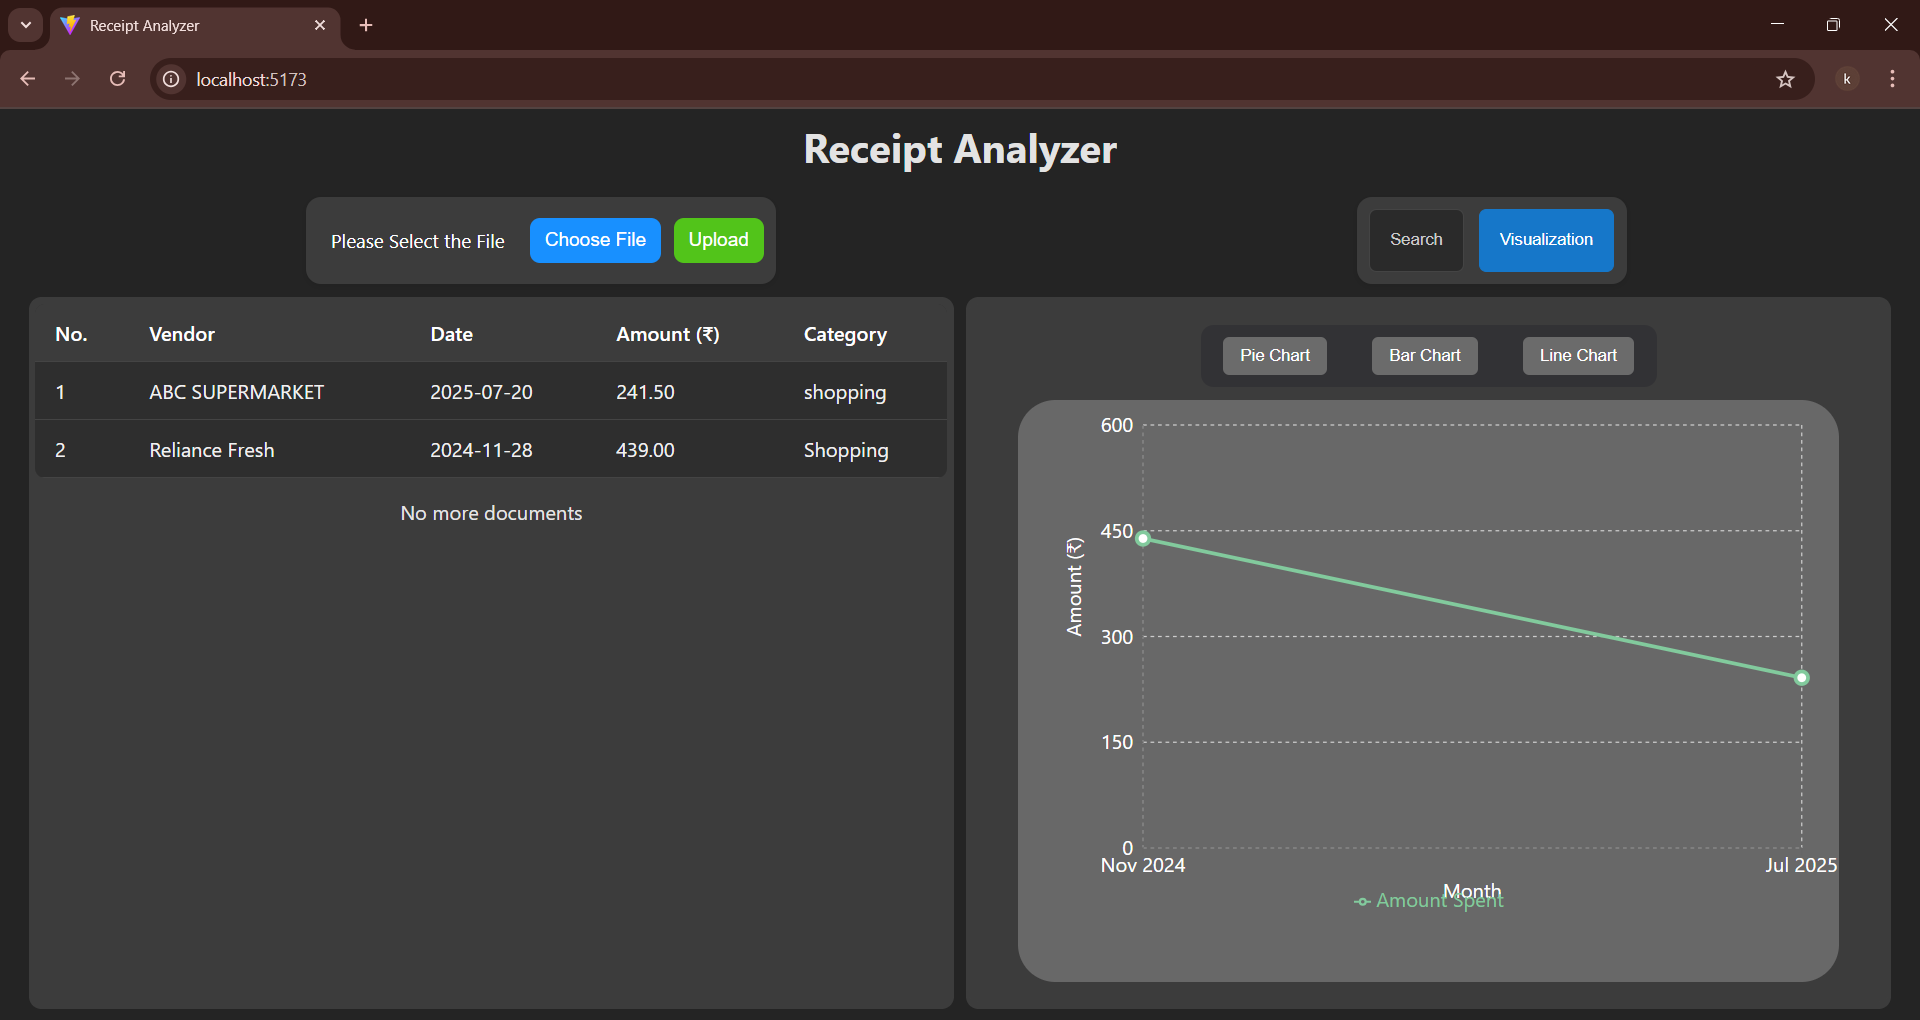 Receipt Analyzer
localhost:5173
k
Receipt Analyzer
Please Select the File Choose File Upload
Search Visualization
No. Vendor Date Amount (₹) Category
1 ABC SUPERMARKET 2025-07-20 241.50 shopping
2 Reliance Fresh 2024-11-28 439.00 Shopping
No more documents
Pie Chart Bar Chart Line Chart
600
450
300
150
0
Amount (₹)
Nov 2024 Jul 2025
Month
Amount Spent